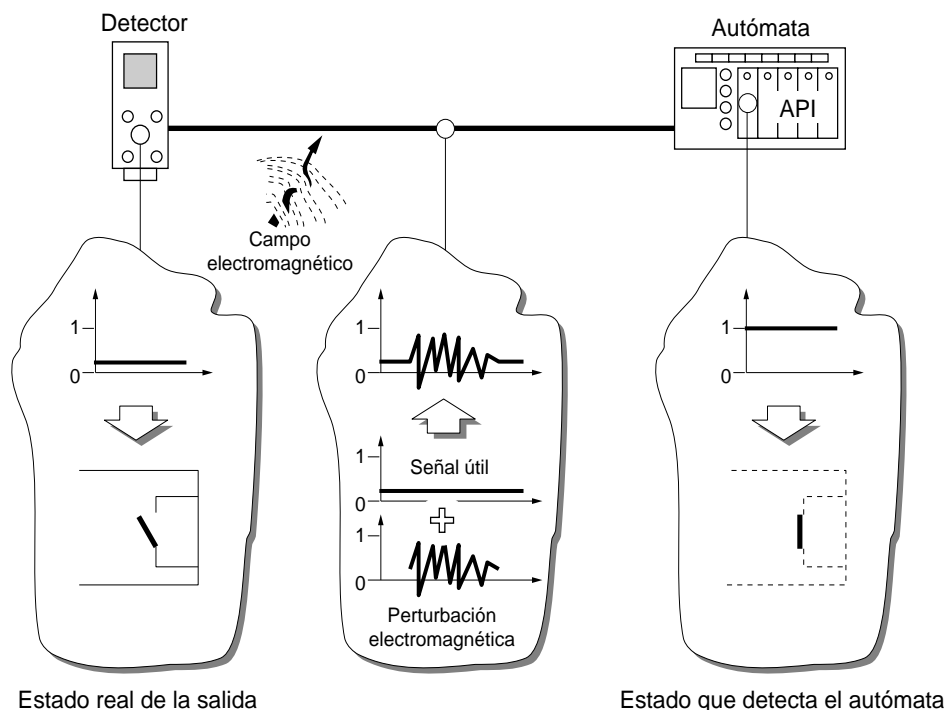 Detector
Autómata
API
Campo
electromagnético
1
0
1
0
1
0
Señal útil
1
0
1
0
Perturbación
electromagnética
Estado real de la salida
Estado que detecta el autómata